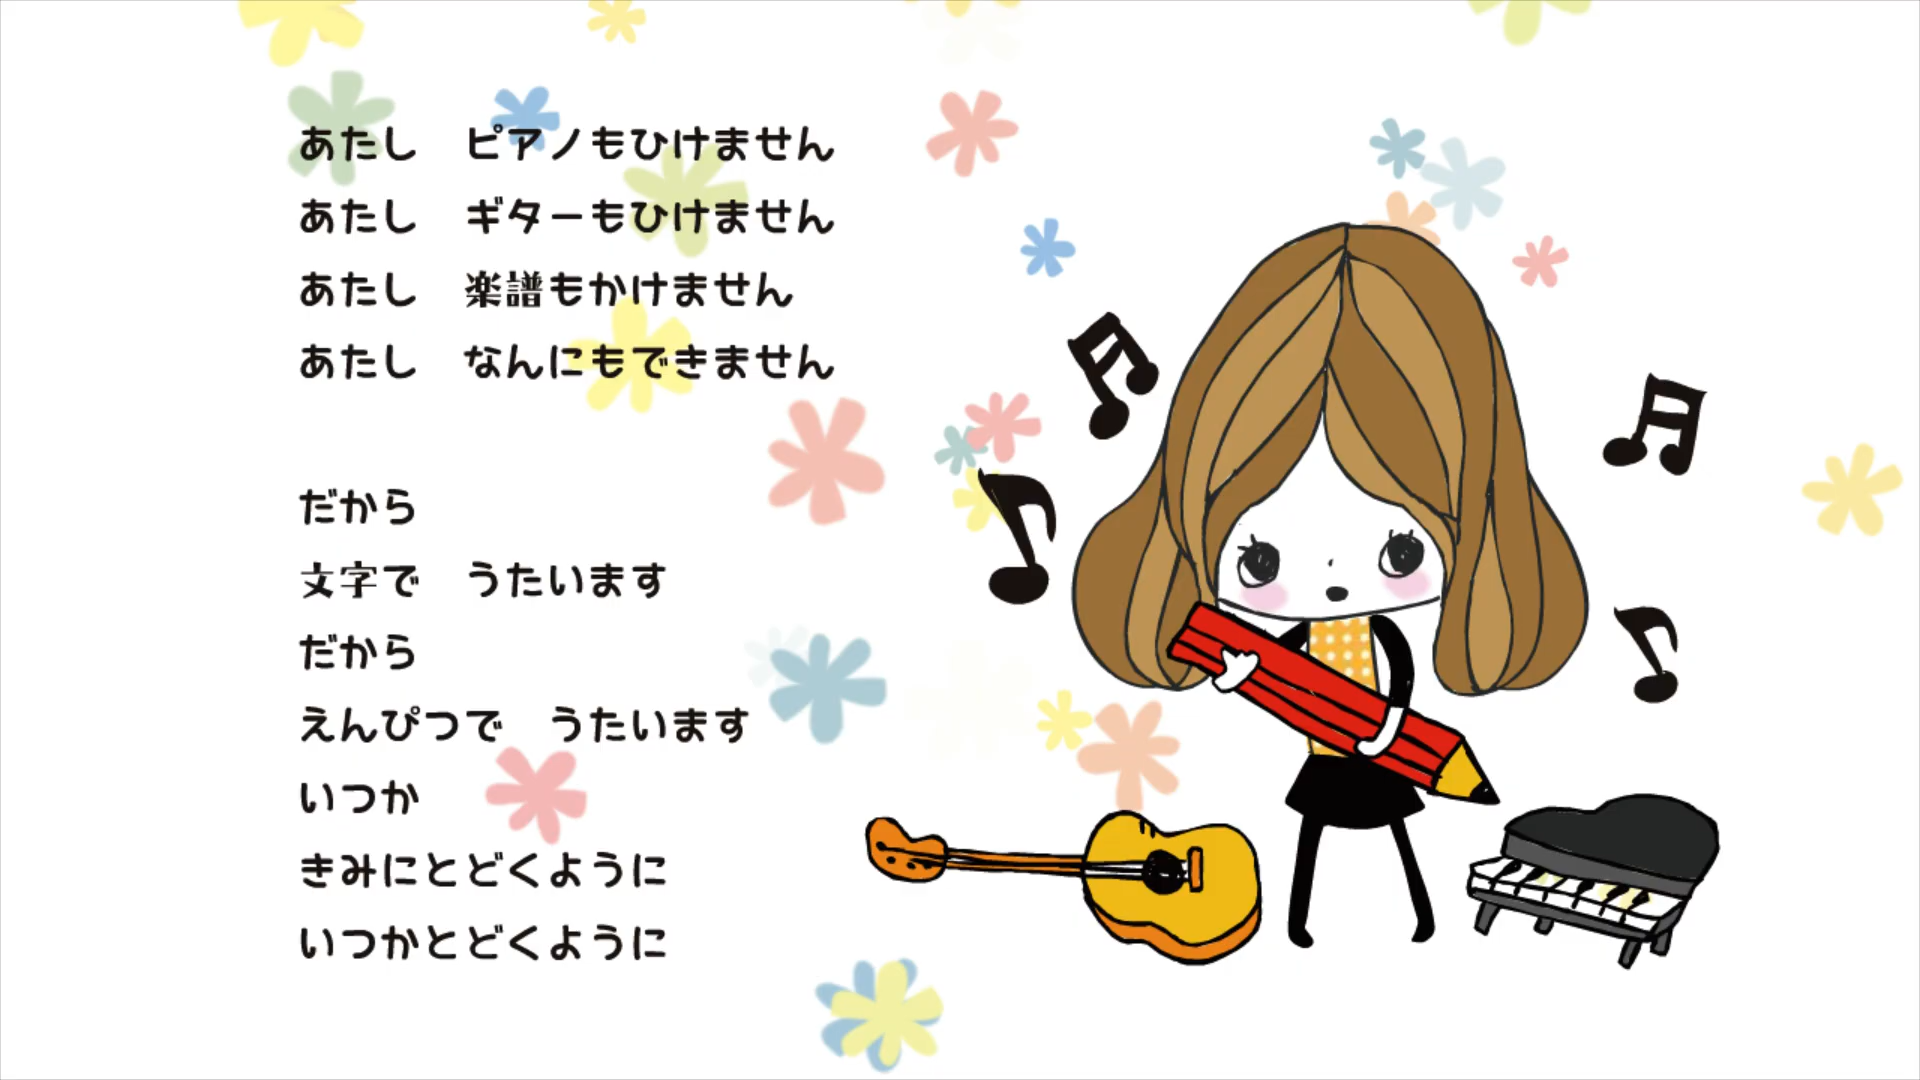 あたし　ピアノもひけません
あたし　ギターもひけません
あたし　楽譜もかけません
あたし　なんにもできません
だから
文字で　うたいます
だから
えんぴつで　うたいます
いつか
きみにとどくように
いつかとどくように